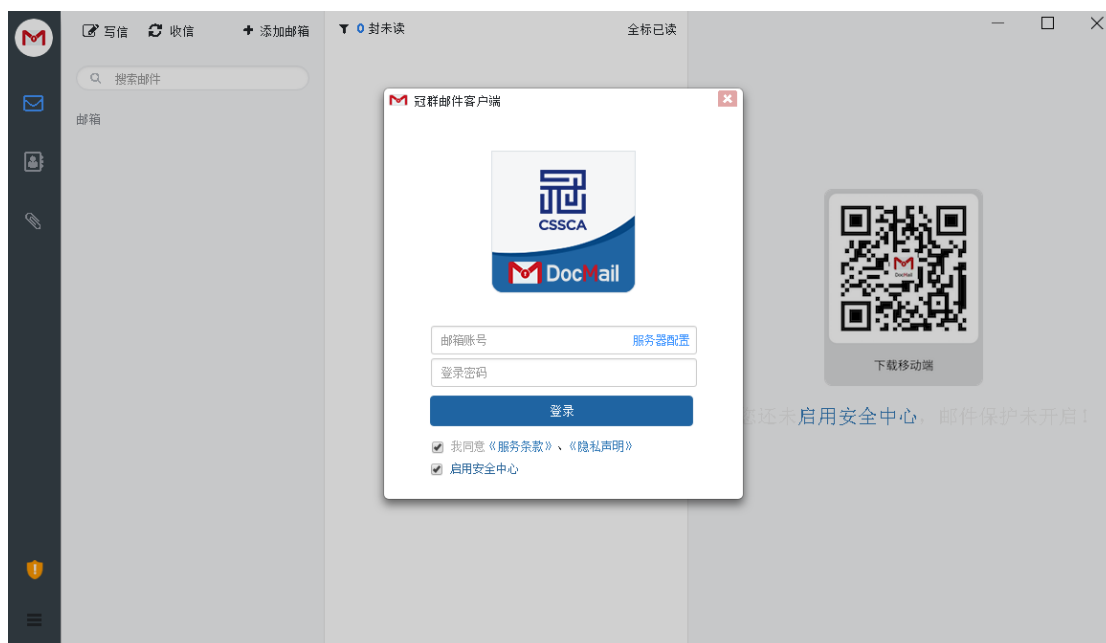 写信 收信 添加邮箱
搜索邮件
邮箱
0 封未读 全标已读
冠群邮件客户端
冠
CSSCA
DocMail
邮箱账号 服务器配置
登录密码
登录
我同意《服务条款》、《隐私声明》
启用安全中心
DocMail
下载移动端
还未启用安全中心，邮件保护未开启！